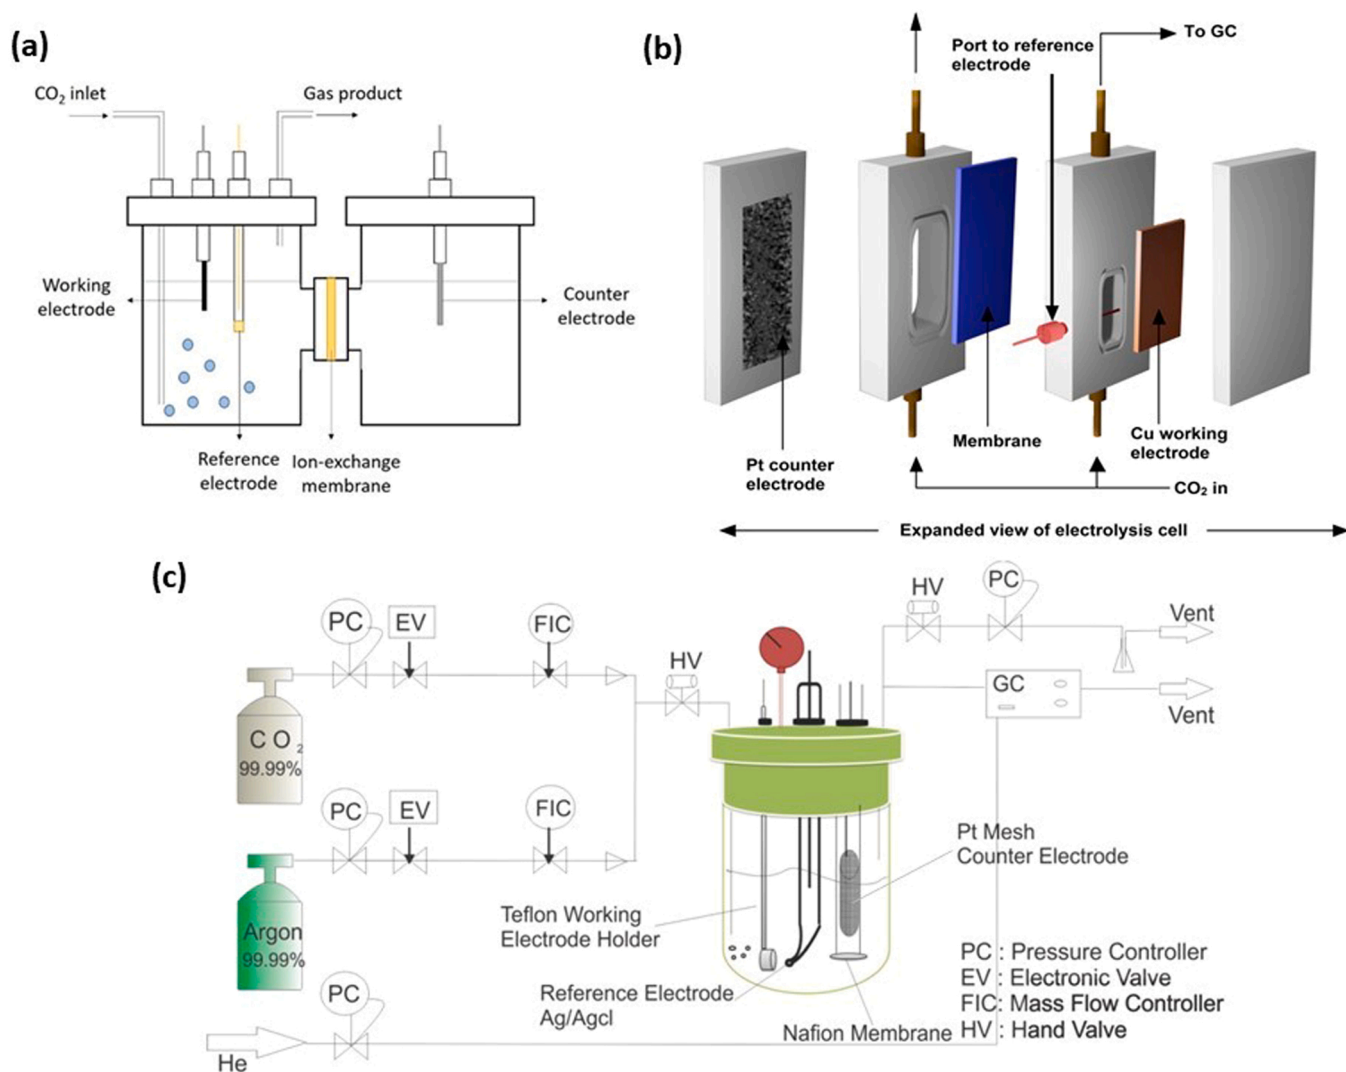 (a)
CO2 inlet
Gas product
Working
electrode
Counter
electrode
Reference
electrode
Ion-exchange
membrane
(b)
To GC
Port to reference
electrode
Membrane
Cu working
electrode
Pt counter
electrode
CO2 in
Expanded view of electrolysis cell
(c)
PC
EV
FIC
HV
HV
PC
Vent
GC
Vent
CO2
99.99%
PC
EV
FIC
Argon
99.99%
Pt Mesh
Counter Electrode
Teflon Working
Electrode Holder
Reference Electrode
Ag/Agcl
Nafion Membrane
PC : Pressure Controller
EV : Electronic Valve
FIC: Mass Flow Controller
HV : Hand Valve
PC
He